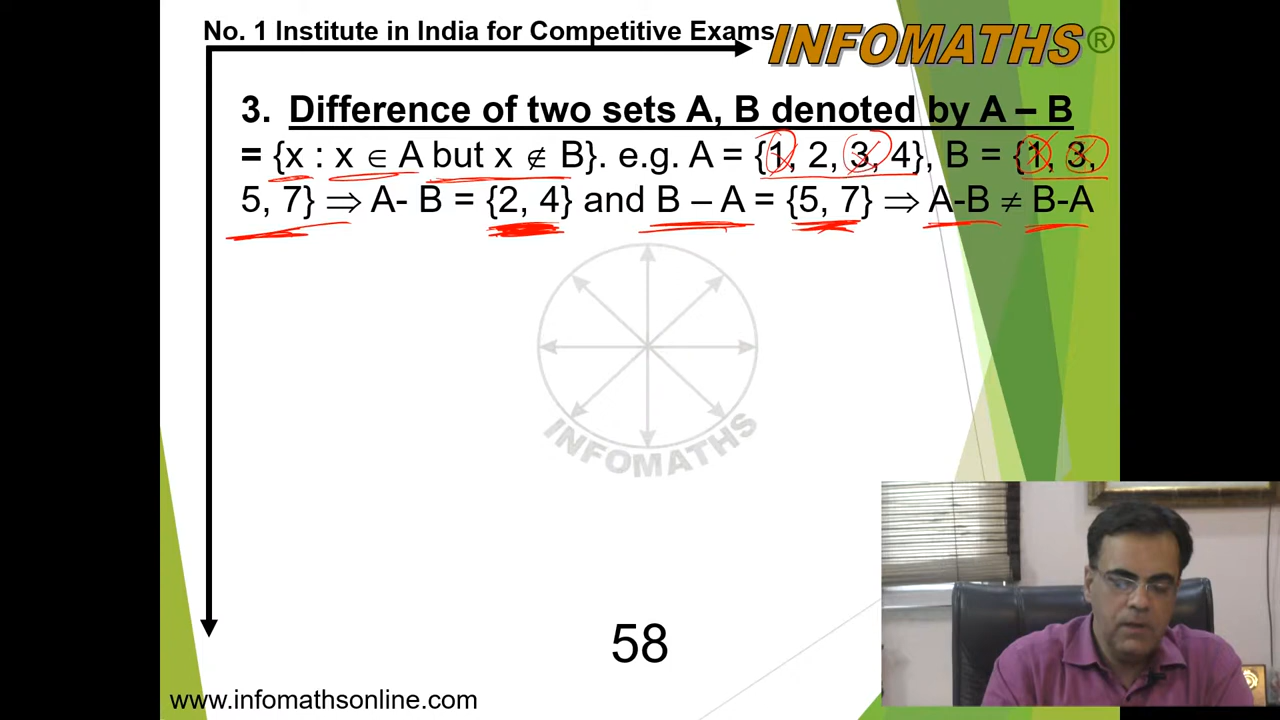 No. 1 Institute in India for Competitive Exams
INFOMATHS®
3. Difference of two sets A, B denoted by A – B
= {x : x ∈ A but x ∉ B}. e.g. A = {1, 2, 3, 4}, B = {1, 3,
5, 7} ⇒ A- B = {2, 4} and B – A = {5, 7} ⇒ A-B ≠ B-A
INFOMATHS
58
www.infomathsonline.com